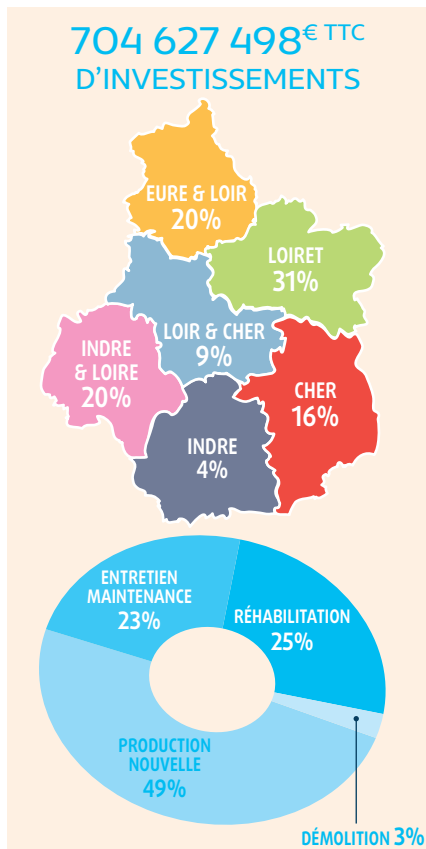 704 627 498€ TTC
D'INVESTISSEMENTS
EURE & LOIR
20%
LOIRET
31%
LOIR & CHER
9%
INDRE
& LOIRE
20%
CHER
16%
INDRE
4%
ENTRETIEN
MAINTENANCE
23%
RÉHABILITATION
25%
PRODUCTION
NOUVELLE
49%
DÉMOLITION 3%